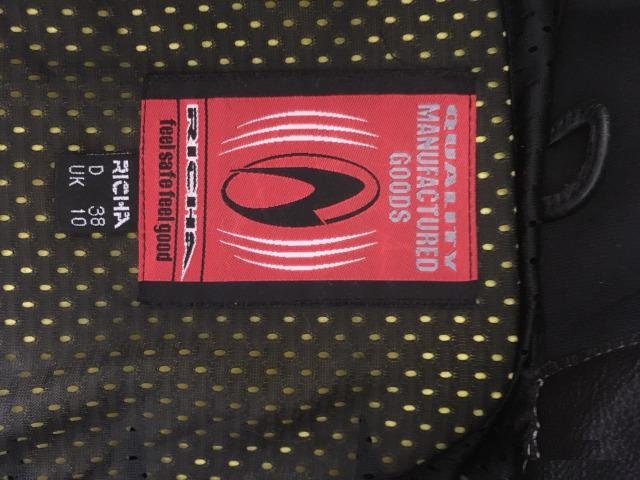 QUALITY
MANUFACTURED
GOODS
RICHA
feel safe feel good
RICHA
D 38
UK 10